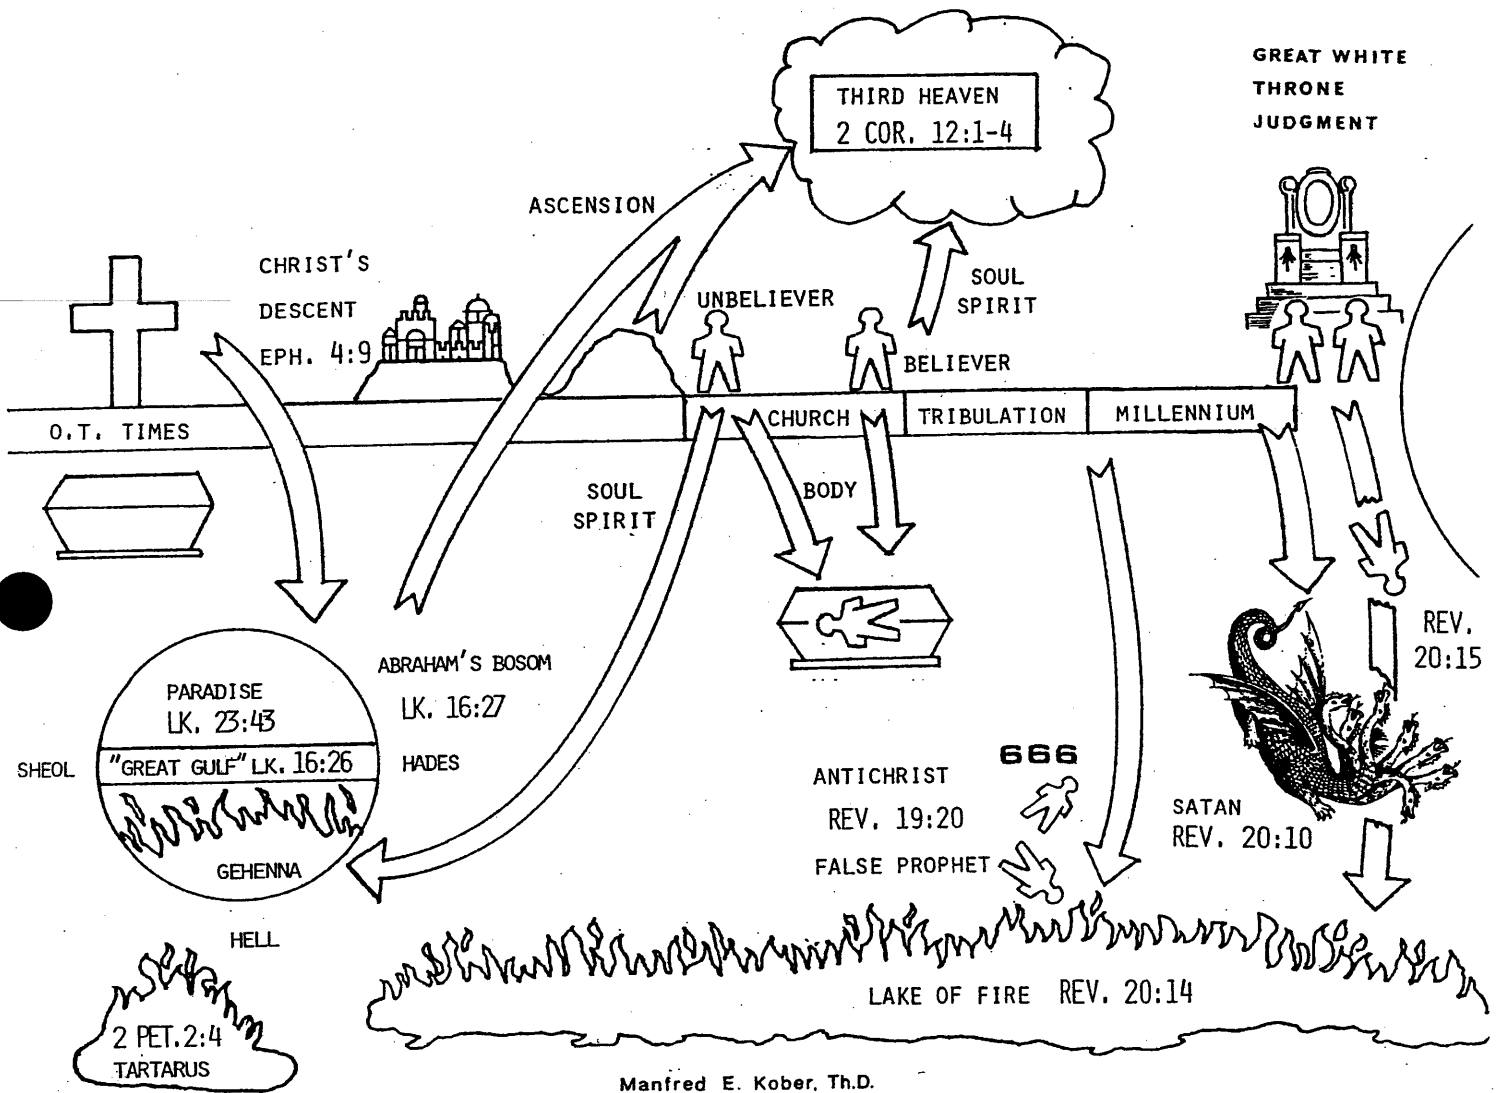 GREAT WHITE
THRONE
JUDGMENT
THIRD HEAVEN
2 COR. 12:1-4
ASCENSION
CHRIST'S
DESCENT
EPH. 4:9
UNBELIEVER
SOUL
SPIRIT
BELIEVER
O.T. TIMES
CHURCH
TRIBULATION
MILLENNIUM
SOUL
SPIRIT
BODY
REV.
20:15
ABRAHAM'S BOSOM
LK. 16:27
PARADISE
LK. 23:43
SHEOL
"GREAT GULF" LK. 16:26
HADES
GEHENNA
666
ANTICHRIST
REV. 19:20
FALSE PROPHET
SATAN
REV. 20:10
HELL
2 PET.2:4
TARTARUS
LAKE OF FIRE REV. 20:14
Manfred E. Kober, Th.D.